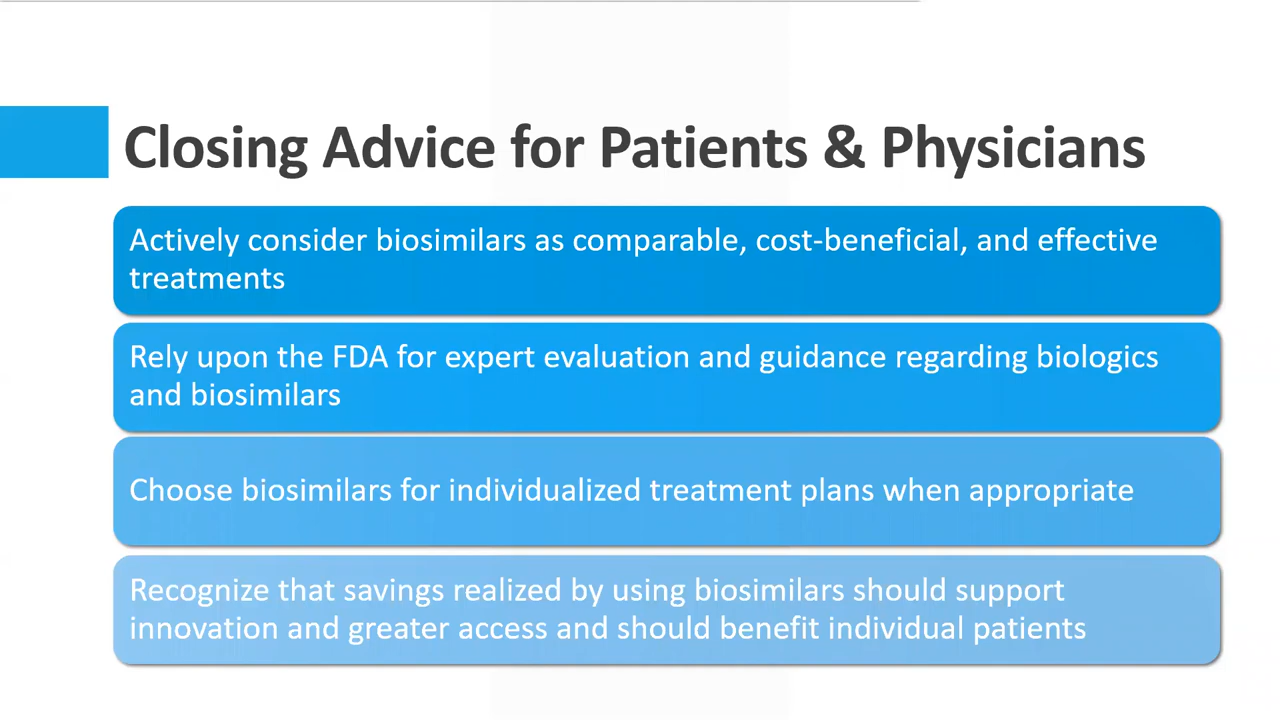 Closing Advice for Patients & Physicians
Actively consider biosimilars as comparable, cost-beneficial, and effective
treatments
Rely upon the FDA for expert evaluation and guidance regarding biologics
and biosimilars
Choose biosimilars for individualized treatment plans when appropriate
Recognize that savings realized by using biosimilars should support
innovation and greater access and should benefit individual patients